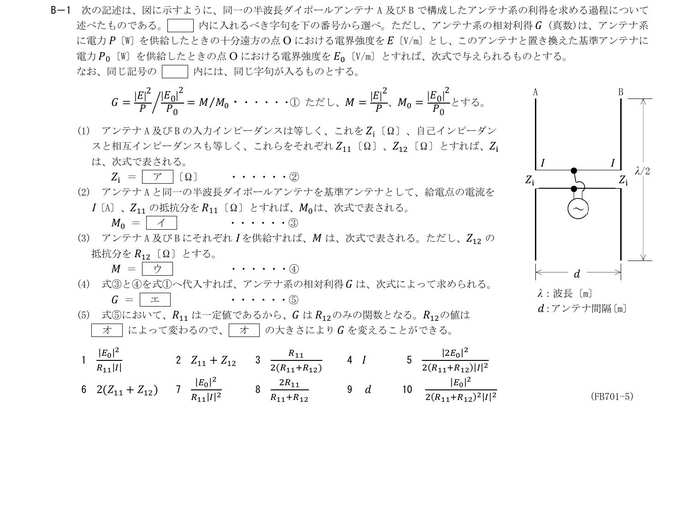 B-1 次の記述は、図に示すように、同一の半波長ダイポールアンテナA及びBで構成したアンテナ系の利得を求める過程について
述べたものである。 内に入れるべき字句を下の番号から選べ。ただし、アンテナ系の相対利得G（真数）は、アンテナ系
に電力P〔W〕を供給したときの十分遠方の点Oにおける電界強度をE〔V/m〕とし、このアンテナと置き換えた基準アンテナに
電力P₀〔W〕を供給したときの点Oにおける電界強度をE₀〔V/m〕とすれば、次式で与えられるものとする。
なお、同じ記号の 内には、同じ字句が入るものとする。
G = |E|²/P / |E₀|²/P₀ = M/M₀ ・・・・・・① ただし、M = |E|²/P、M₀ = |E₀|²/P₀とする。
(1) アンテナA及びBの入力インピーダンスは等しく、これをZi〔Ω〕、自己インピーダン
スと相互インピーダンスも等しく、これらをそれぞれZ₁₁〔Ω〕、Z₁₂〔Ω〕とすれば、Zi
は、次式で表される。
Zi = ア 〔Ω〕 ・・・・・・②
(2) アンテナAと同一の半波長ダイポールアンテナを基準アンテナとして、給電点の電流を
I〔A〕、Z₁₁の抵抗分をR₁₁〔Ω〕とすれば、M₀は、次式で表される。
M₀ = イ ・・・・・・③
(3) アンテナA及びBにそれぞれIを供給すれば、Mは、次式で表される。ただし、Z₁₂の
抵抗分をR₁₂〔Ω〕とする。
M = ウ ・・・・・・④
(4) 式③と④を式①へ代入すれば、アンテナ系の相対利得Gは、次式によって求められる。
G = エ ・・・・・・⑤
(5) 式⑤において、R₁₁は一定値であるから、GはR₁₂のみの関数となる。R₁₂の値は
オ によって変わるので、 オ の大きさによりGを変えることができる。
A B
I I
Zi Zi
λ/2
d
λ：波長〔m〕
d：アンテナ間隔〔m〕
1 |E₀|²/R₁₁|I| 2 Z₁₁ + Z₁₂ 3 R₁₁/2(R₁₁+R₁₂) 4 I 5 |2E₀|²/2(R₁₁+R₁₂)|I|²
6 2(Z₁₁ + Z₁₂) 7 |E₀|²/R₁₁|I|² 8 2R₁₁/R₁₁+R₁₂ 9 d 10 |E₀|²/2(R₁₁+R₁₂)²|I|²
(FB701-5)